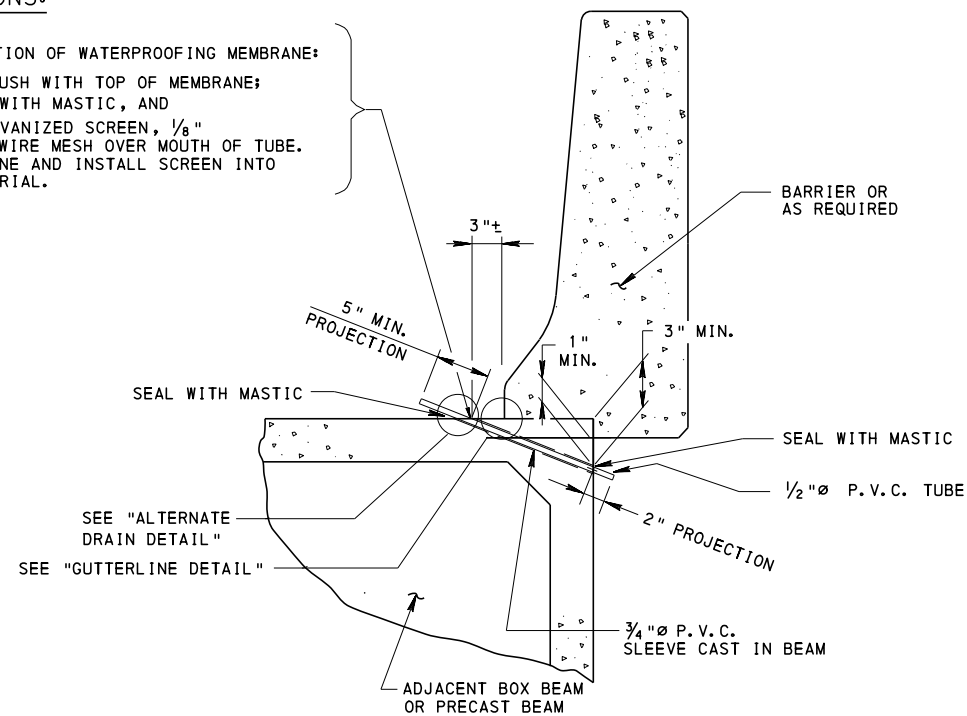 ONS:
TION OF WATERPROOFING MEMBRANE:
USH WITH TOP OF MEMBRANE;
WITH MASTIC, AND
VANIZED SCREEN, 1/8"
WIRE MESH OVER MOUTH OF TUBE.
NE AND INSTALL SCREEN INTO
RIAL.
BARRIER OR
AS REQUIRED
3"±
5" MIN.
PROJECTION
1"
MIN.
3" MIN.
SEAL WITH MASTIC
SEAL WITH MASTIC
1/2"ø P.V.C. TUBE
2" PROJECTION
SEE "ALTERNATE
DRAIN DETAIL"
SEE "GUTTERLINE DETAIL"
3/4"ø P.V.C.
SLEEVE CAST IN BEAM
ADJACENT BOX BEAM
OR PRECAST BEAM